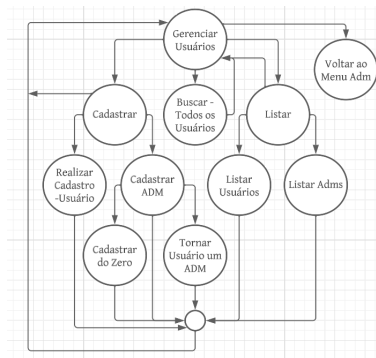 Gerenciar
Usuários
Voltar ao
Menu Adm
Cadastrar
Buscar -
Todos os
Usuários
Listar
Realizar
Cadastro
-Usuário
Cadastrar
ADM
Listar
Usuários
Listar Adms
Cadastrar
do Zero
Tornar
Usuário um
ADM